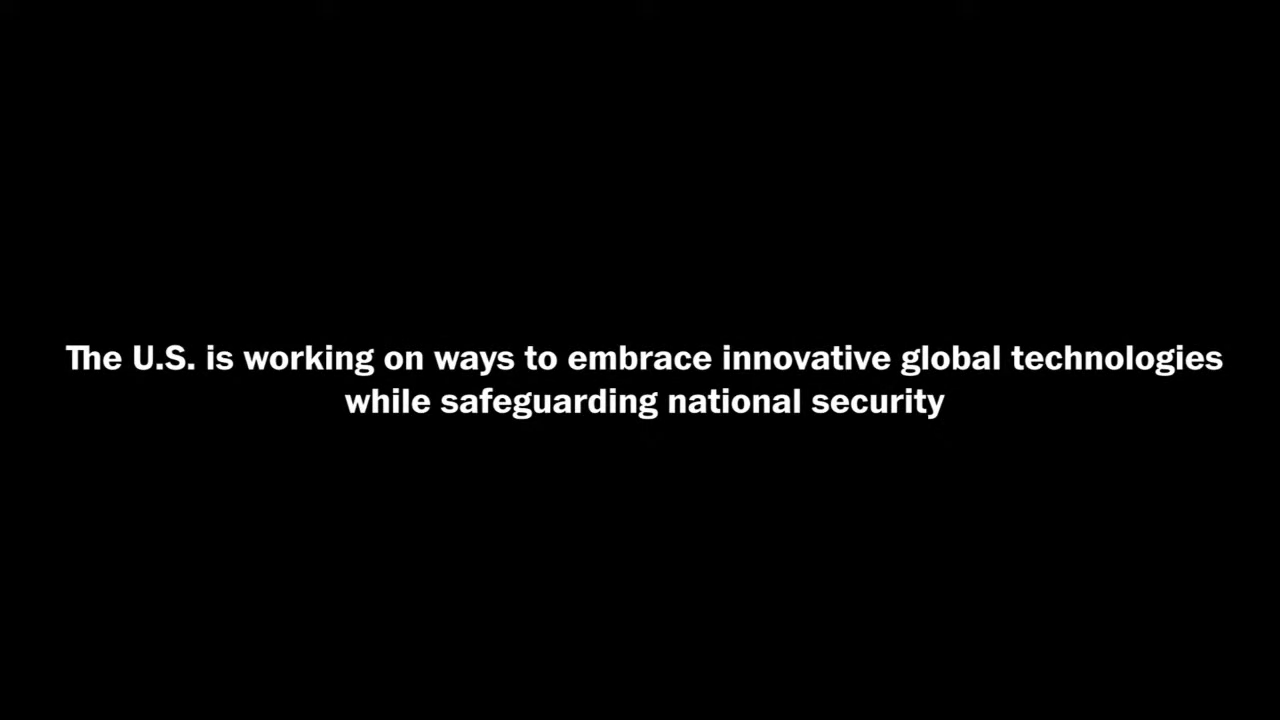 The U.S. is working on ways to embrace innovative global technologies
while safeguarding national security